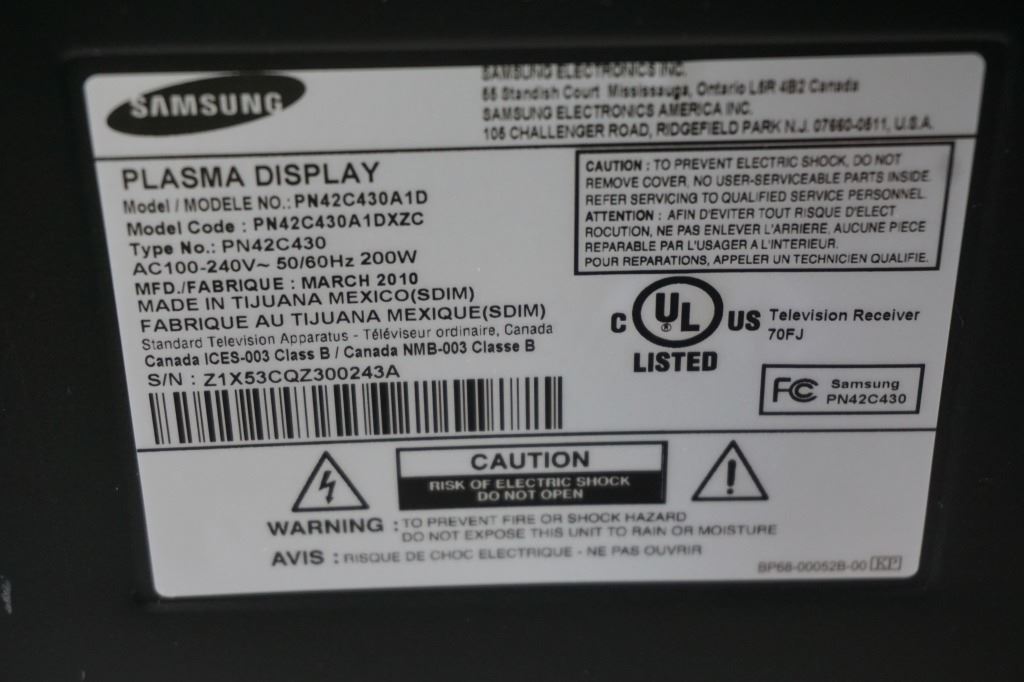 SAMSUNG
SAMSUNG ELECTRONICS INC.
55 Standish Court Mississauga, Ontario L5R 4B2 Canada
SAMSUNG ELECTRONICS AMERICA INC.
105 CHALLENGER ROAD, RIDGEFIELD PARK N.J. 07660-0511, U.S.A.
PLASMA DISPLAY
Model / MODELE NO.: PN42C430A1D
Model Code : PN42C430A1DXZC
Type No.: PN42C430
AC100-240V~ 50/60Hz 200W
MFD./FABRIQUE : MARCH 2010
MADE IN TIJUANA MEXICO(SDIM)
FABRIQUE AU TIJUANA MEXIQUE(SDIM)
Standard Television Apparatus - Téléviseur ordinaire, Canada
Canada ICES-003 Class B / Canada NMB-003 Classe B
S/N : Z1X53CQZ300243A
CAUTION : TO PREVENT ELECTRIC SHOCK, DO NOT
REMOVE COVER, NO USER-SERVICEABLE PARTS INSIDE.
REFER SERVICING TO QUALIFIED SERVICE PERSONNEL.
ATTENTION : AFIN D'EVITER TOUT RISQUE D'ELECT
ROCUTION, NE PAS ENLEVER L'ARRIERE, AUCUNE PIECE
REPARABLE PAR L'USAGER A L'INTERIEUR.
POUR REPARATIONS, APPELER UN TECHNICIEN QUALIFIE.
C UL ® US
LISTED
Television Receiver
70FJ
FC Samsung
PN42C430
CAUTION
RISK OF ELECTRIC SHOCK
DO NOT OPEN
WARNING : TO PREVENT FIRE OR SHOCK HAZARD
DO NOT EXPOSE THIS UNIT TO RAIN OR MOISTURE
AVIS : RISQUE DE CHOC ELECTRIQUE - NE PAS OUVRIR
BP68-00052B-00 KP